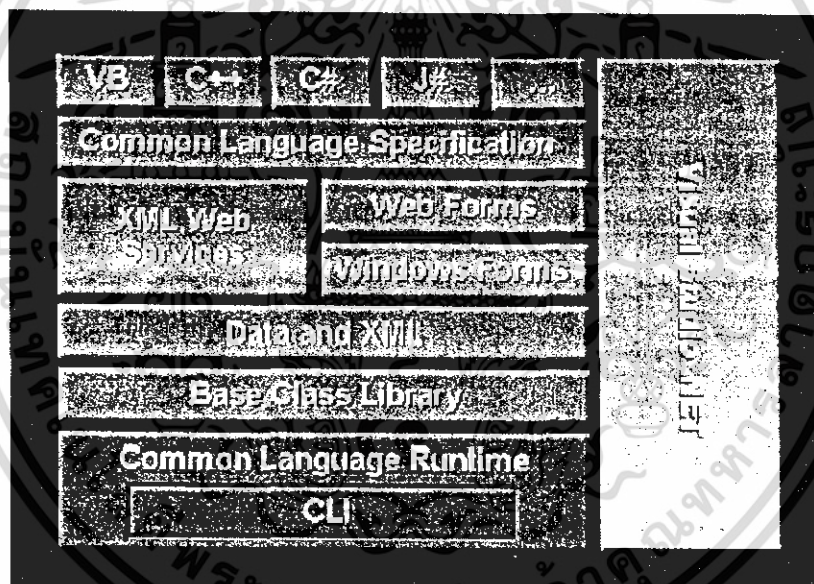 VB C++ C# J# ...
Common Language Specification
XML Web
Services
Web Forms
Windows Forms
Data and XML
Base Class Library
Common Language Runtime
CLI
Visual Studio .NET